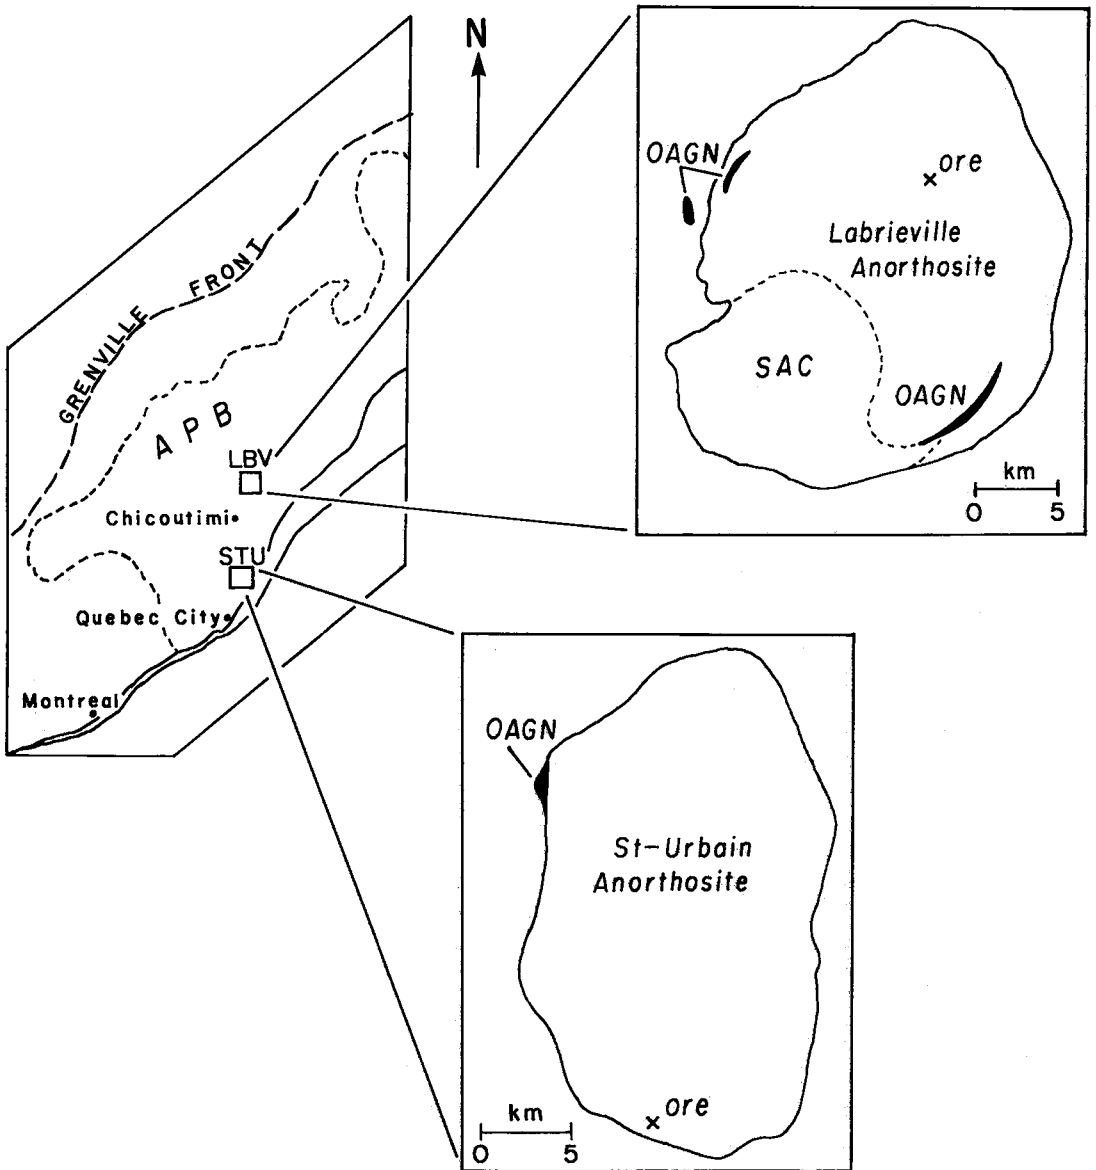 N
GRENVILLE FRONT
APB
LBV
Chicoutimi
STU
Quebec City
Montreal
OAGN
ore
Labrieville
Anorthosite
SAC
OAGN
km
0 5
OAGN
St-Urbain
Anorthosite
ore
km
0 5